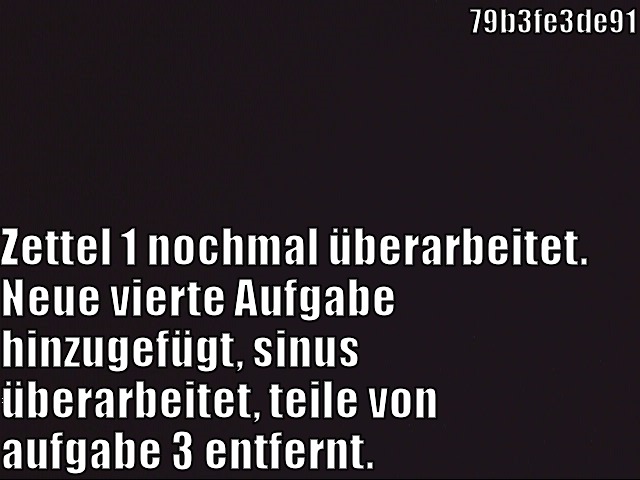 79b3fe3de91
Zettel 1 nochmal überarbeitet.
Neue vierte Aufgabe
hinzugefügt, sinus
überarbeitet, teile von
aufgabe 3 entfernt.